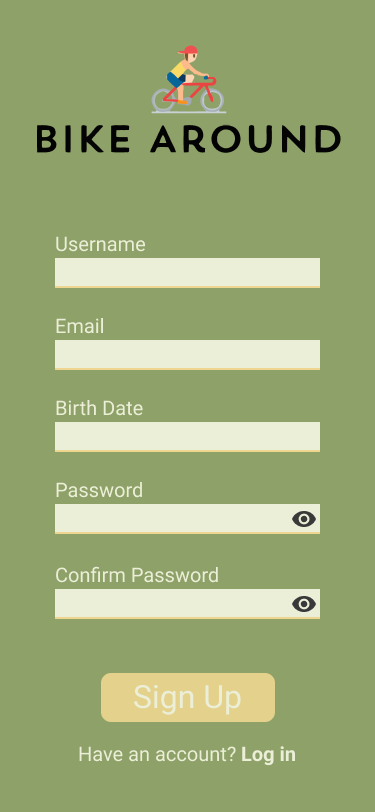 BIKE AROUND
Username
Email
Birth Date
Password
Confirm Password
Sign Up
Have an account? Log in